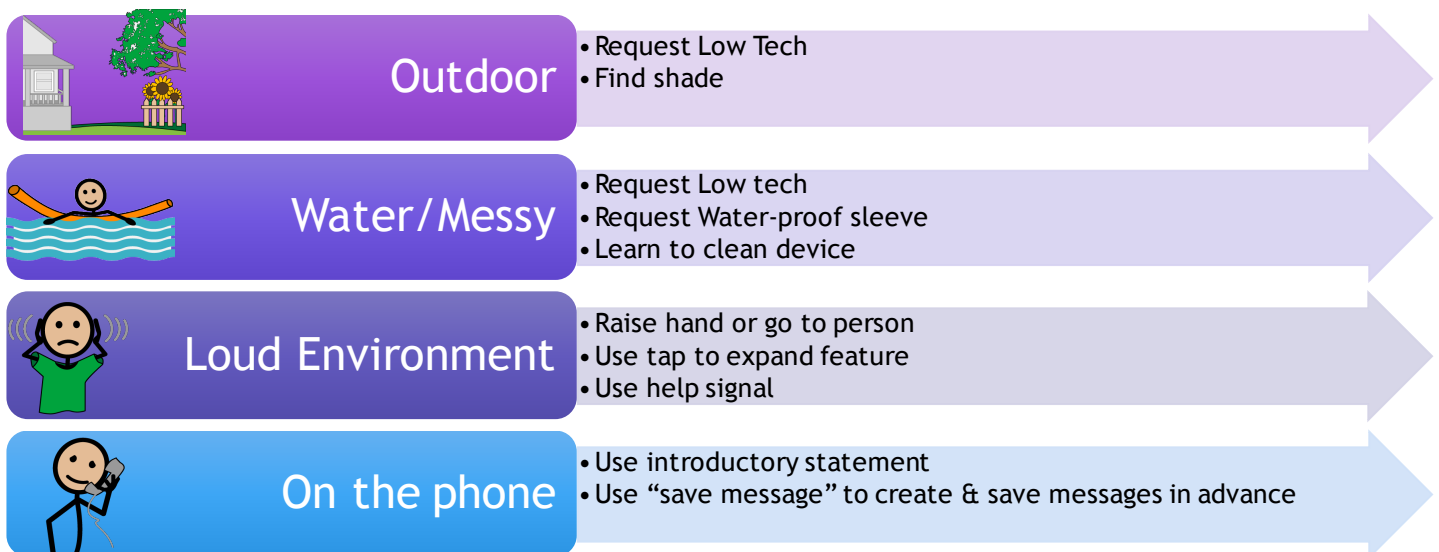 Outdoor
• Request Low Tech
• Find shade
Water/Messy
• Request Low tech
• Request Water-proof sleeve
• Learn to clean device
Loud Environment
• Raise hand or go to person
• Use tap to expand feature
• Use help signal
On the phone
• Use introductory statement
• Use “save message” to create & save messages in advance